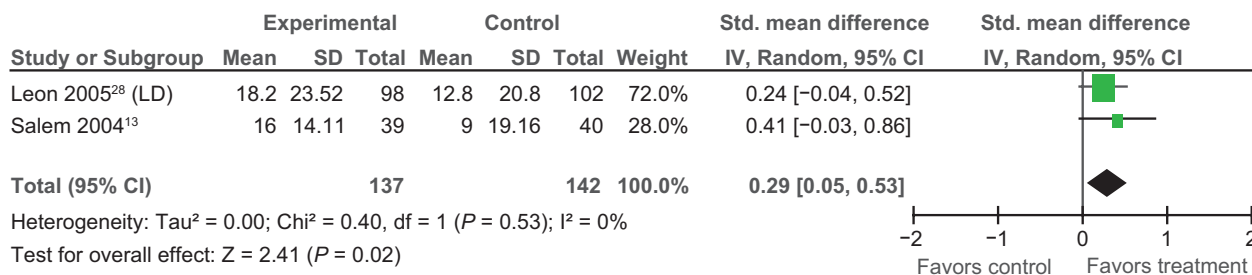 Experimental Control Std. mean difference Std. mean difference
Study or Subgroup Mean SD Total Mean SD Total Weight IV, Random, 95% CI IV, Random, 95% CI
Leon 2005²⁸ (LD) 18.2 23.52 98 12.8 20.8 102 72.0% 0.24 [−0.04, 0.52]
Salem 2004¹³ 16 14.11 39 9 19.16 40 28.0% 0.41 [−0.03, 0.86]
Total (95% CI) 137 142 100.0% 0.29 [0.05, 0.53]
Heterogeneity: Tau² = 0.00; Chi² = 0.40, df = 1 (P = 0.53); I² = 0%
Test for overall effect: Z = 2.41 (P = 0.02)
−2 −1 0 1 2
Favors control Favors treatment